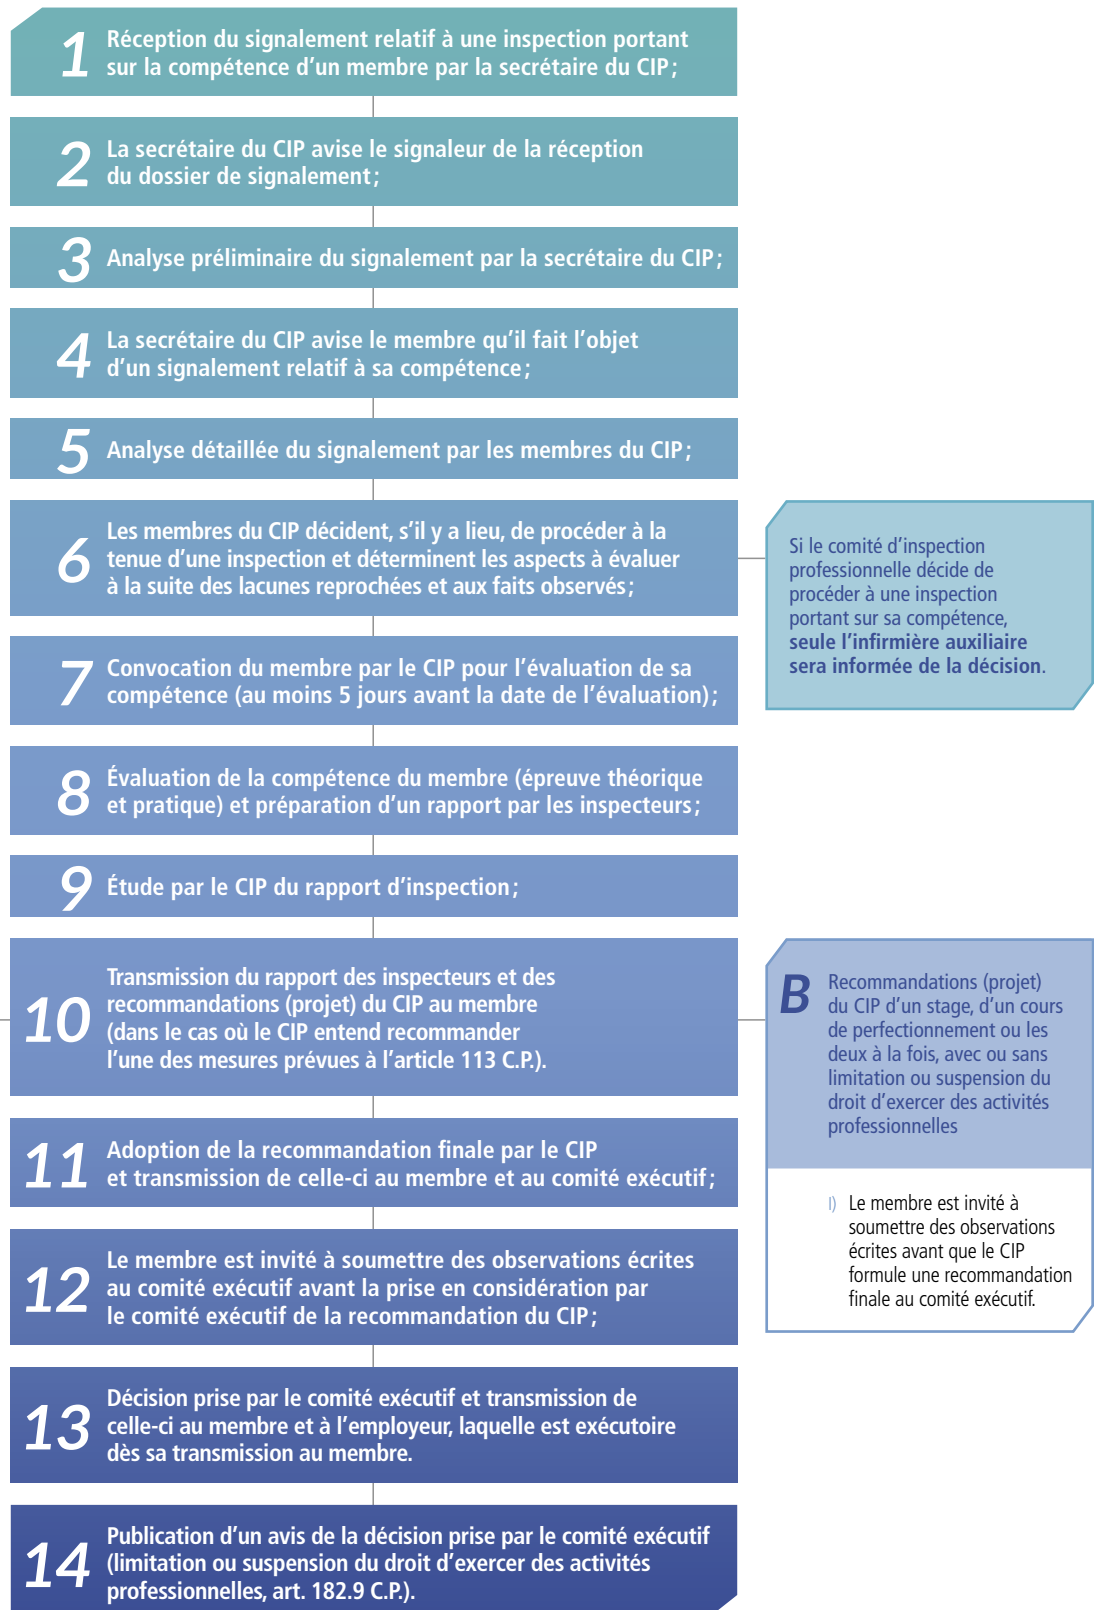 1
Réception du signalement relatif à une inspection portant
sur la compétence d’un membre par la secrétaire du CIP;
2
La secrétaire du CIP avise le signaleur de la réception
du dossier de signalement;
3
Analyse préliminaire du signalement par la secrétaire du CIP;
4
La secrétaire du CIP avise le membre qu’il fait l’objet
d’un signalement relatif à sa compétence;
5
Analyse détaillée du signalement par les membres du CIP;
6
Les membres du CIP décident, s’il y a lieu, de procéder à la
tenue d’une inspection et déterminent les aspects à évaluer
à la suite des lacunes reprochées et aux faits observés;
Si le comité d’inspection
professionnelle décide de
procéder à une inspection
portant sur sa compétence,
seule l’infirmière auxiliaire
sera informée de la décision.
7
Convocation du membre par le CIP pour l’évaluation de sa
compétence (au moins 5 jours avant la date de l’évaluation);
8
Évaluation de la compétence du membre (épreuve théorique
et pratique) et préparation d’un rapport par les inspecteurs;
9
Étude par le CIP du rapport d’inspection;
10
Transmission du rapport des inspecteurs et des
recommandations (projet) du CIP au membre
(dans le cas où le CIP entend recommander
l’une des mesures prévues à l’article 113 C.P.).
B
Recommandations (projet)
du CIP d’un stage, d’un cours
de perfectionnement ou les
deux à la fois, avec ou sans
limitation ou suspension du
droit d’exercer des activités
professionnelles
I) Le membre est invité à
soumettre des observations
écrites avant que le CIP
formule une recommandation
finale au comité exécutif.
11
Adoption de la recommandation finale par le CIP
et transmission de celle-ci au membre et au comité exécutif;
12
Le membre est invité à soumettre des observations écrites
au comité exécutif avant la prise en considération par
le comité exécutif de la recommandation du CIP;
13
Décision prise par le comité exécutif et transmission de
celle-ci au membre et à l’employeur, laquelle est exécutoire
dès sa transmission au membre.
14
Publication d’un avis de la décision prise par le comité exécutif
(limitation ou suspension du droit d’exercer des activités
professionnelles, art. 182.9 C.P.).